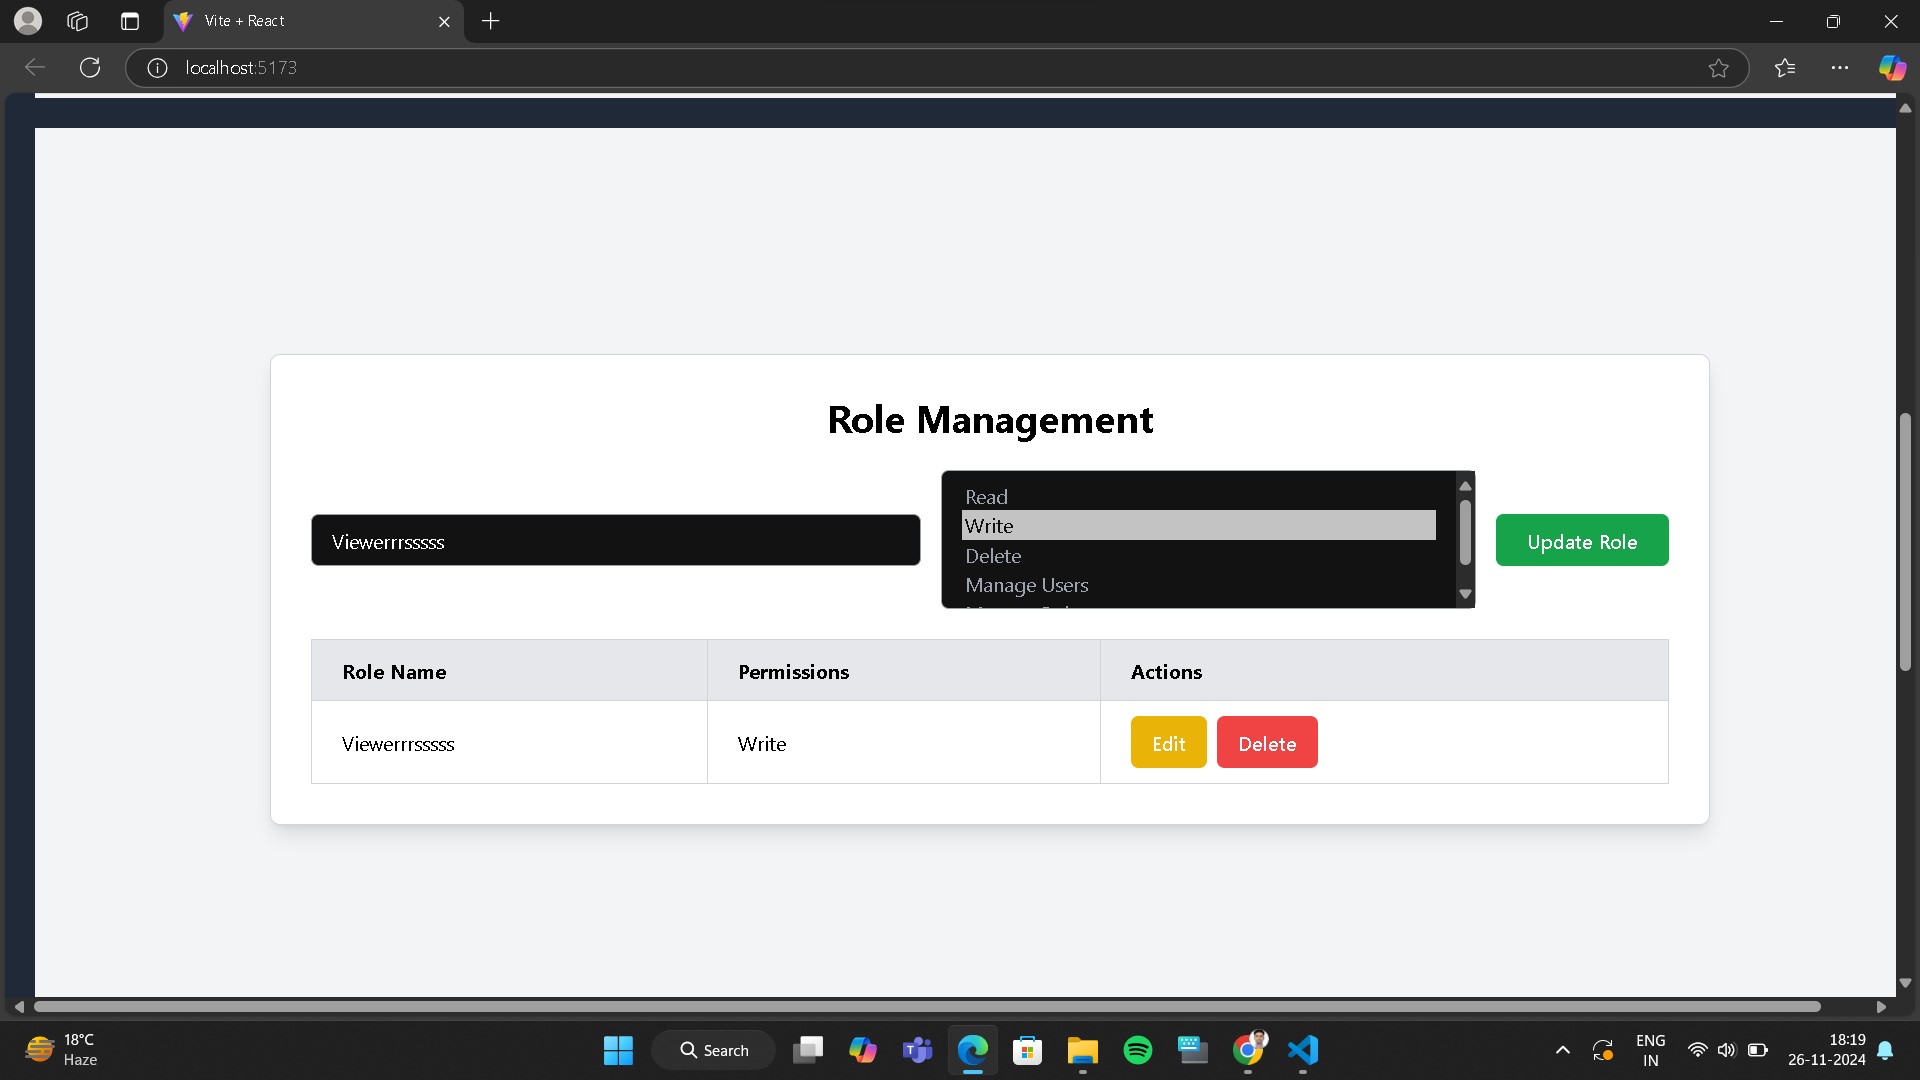 Vite + React
localhost:5173
Role Management
Viewerrrsssss
Read
Write
Delete
Manage Users
Update Role
Role Name Permissions Actions
Viewerrrsssss Write Edit Delete
18°C
Haze
Search
ENG
IN
18:19
26-11-2024